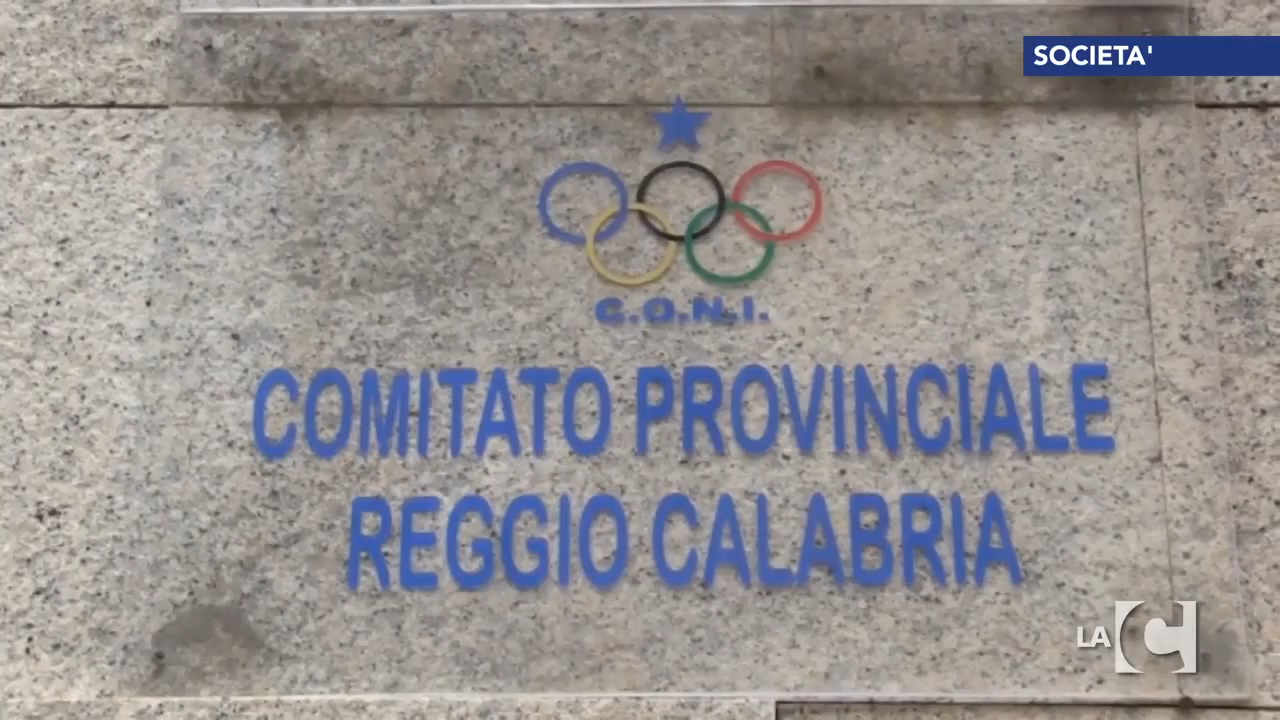 SOCIETA'
C.O.N.I.
COMITATO PROVINCIALE
REGGIO CALABRIA
LA C